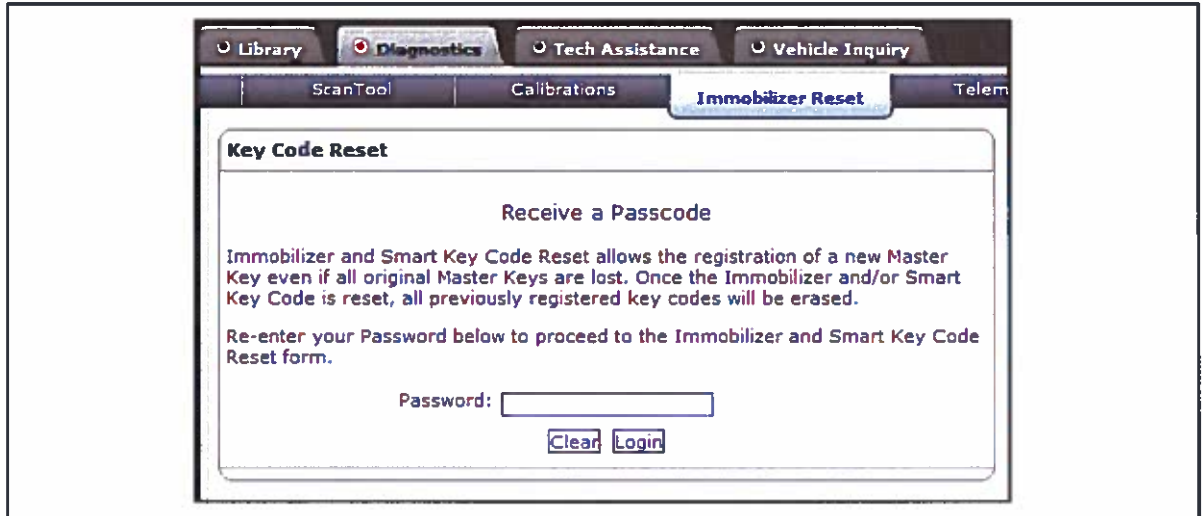 Library Diagnostics Tech Assistance Vehicle Inquiry
ScanTool Calibrations Immobilizer Reset Telem
Key Code Reset
Receive a Passcode
Immobilizer and Smart Key Code Reset allows the registration of a new Master
Key even if all original Master Keys are lost. Once the Immobilizer and/or Smart
Key Code is reset, all previously registered key codes will be erased.
Re-enter your Password below to proceed to the Immobilizer and Smart Key Code
Reset form.
Password:
Clear Login